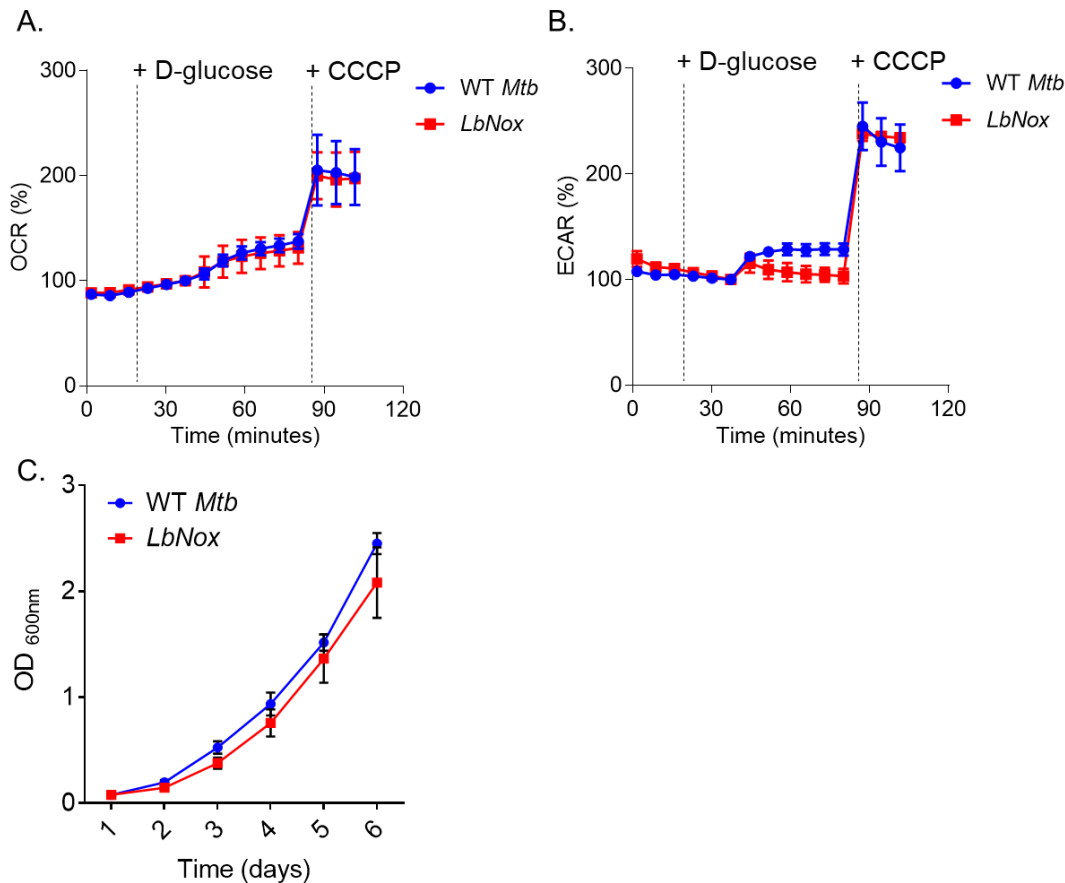 A.
+ D-glucose
+ CCCP
300
200
100
0
OCR (%)
0 30 60 90 120
Time (minutes)
WT Mtb
LbNox
B.
+ D-glucose
+ CCCP
300
200
100
0
ECAR (%)
0 30 60 90 120
Time (minutes)
WT Mtb
LbNox
C.
WT Mtb
LbNox
3
2
1
0
OD 600nm
1 2 3 4 5 6
Time (days)